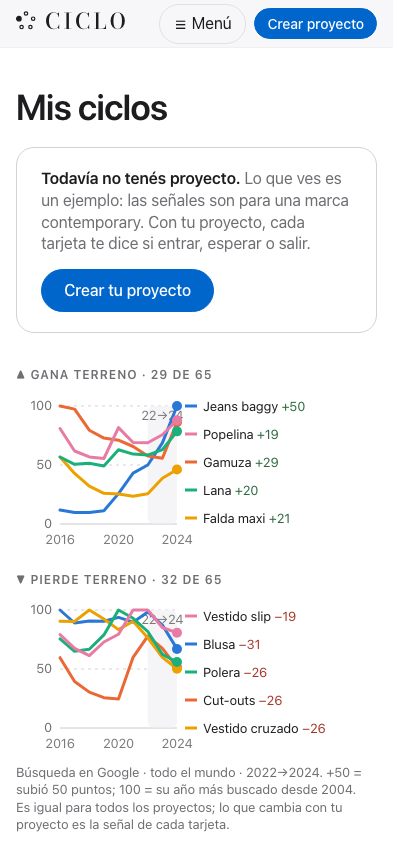 CICLO
≡ Menú
Crear proyecto
Mis ciclos
Todavía no tenés proyecto. Lo que ves es
un ejemplo: las señales son para una marca
contemporary. Con tu proyecto, cada
tarjeta te dice si entrar, esperar o salir.
Crear tu proyecto
▲ GANA TERRENO · 29 DE 65
100
22→24
50
0
2016 2020 2024
Jeans baggy +50
Popelina +19
Gamuza +29
Lana +20
Falda maxi +21
▼ PIERDE TERRENO · 32 DE 65
100
22→24
50
0
2016 2020 2024
Vestido slip −19
Blusa −31
Polera −26
Cut-outs −26
Vestido cruzado −26
Búsqueda en Google · todo el mundo · 2022→2024. +50 =
subió 50 puntos; 100 = su año más buscado desde 2004.
Es igual para todos los proyectos; lo que cambia con tu
proyecto es la señal de cada tarjeta.